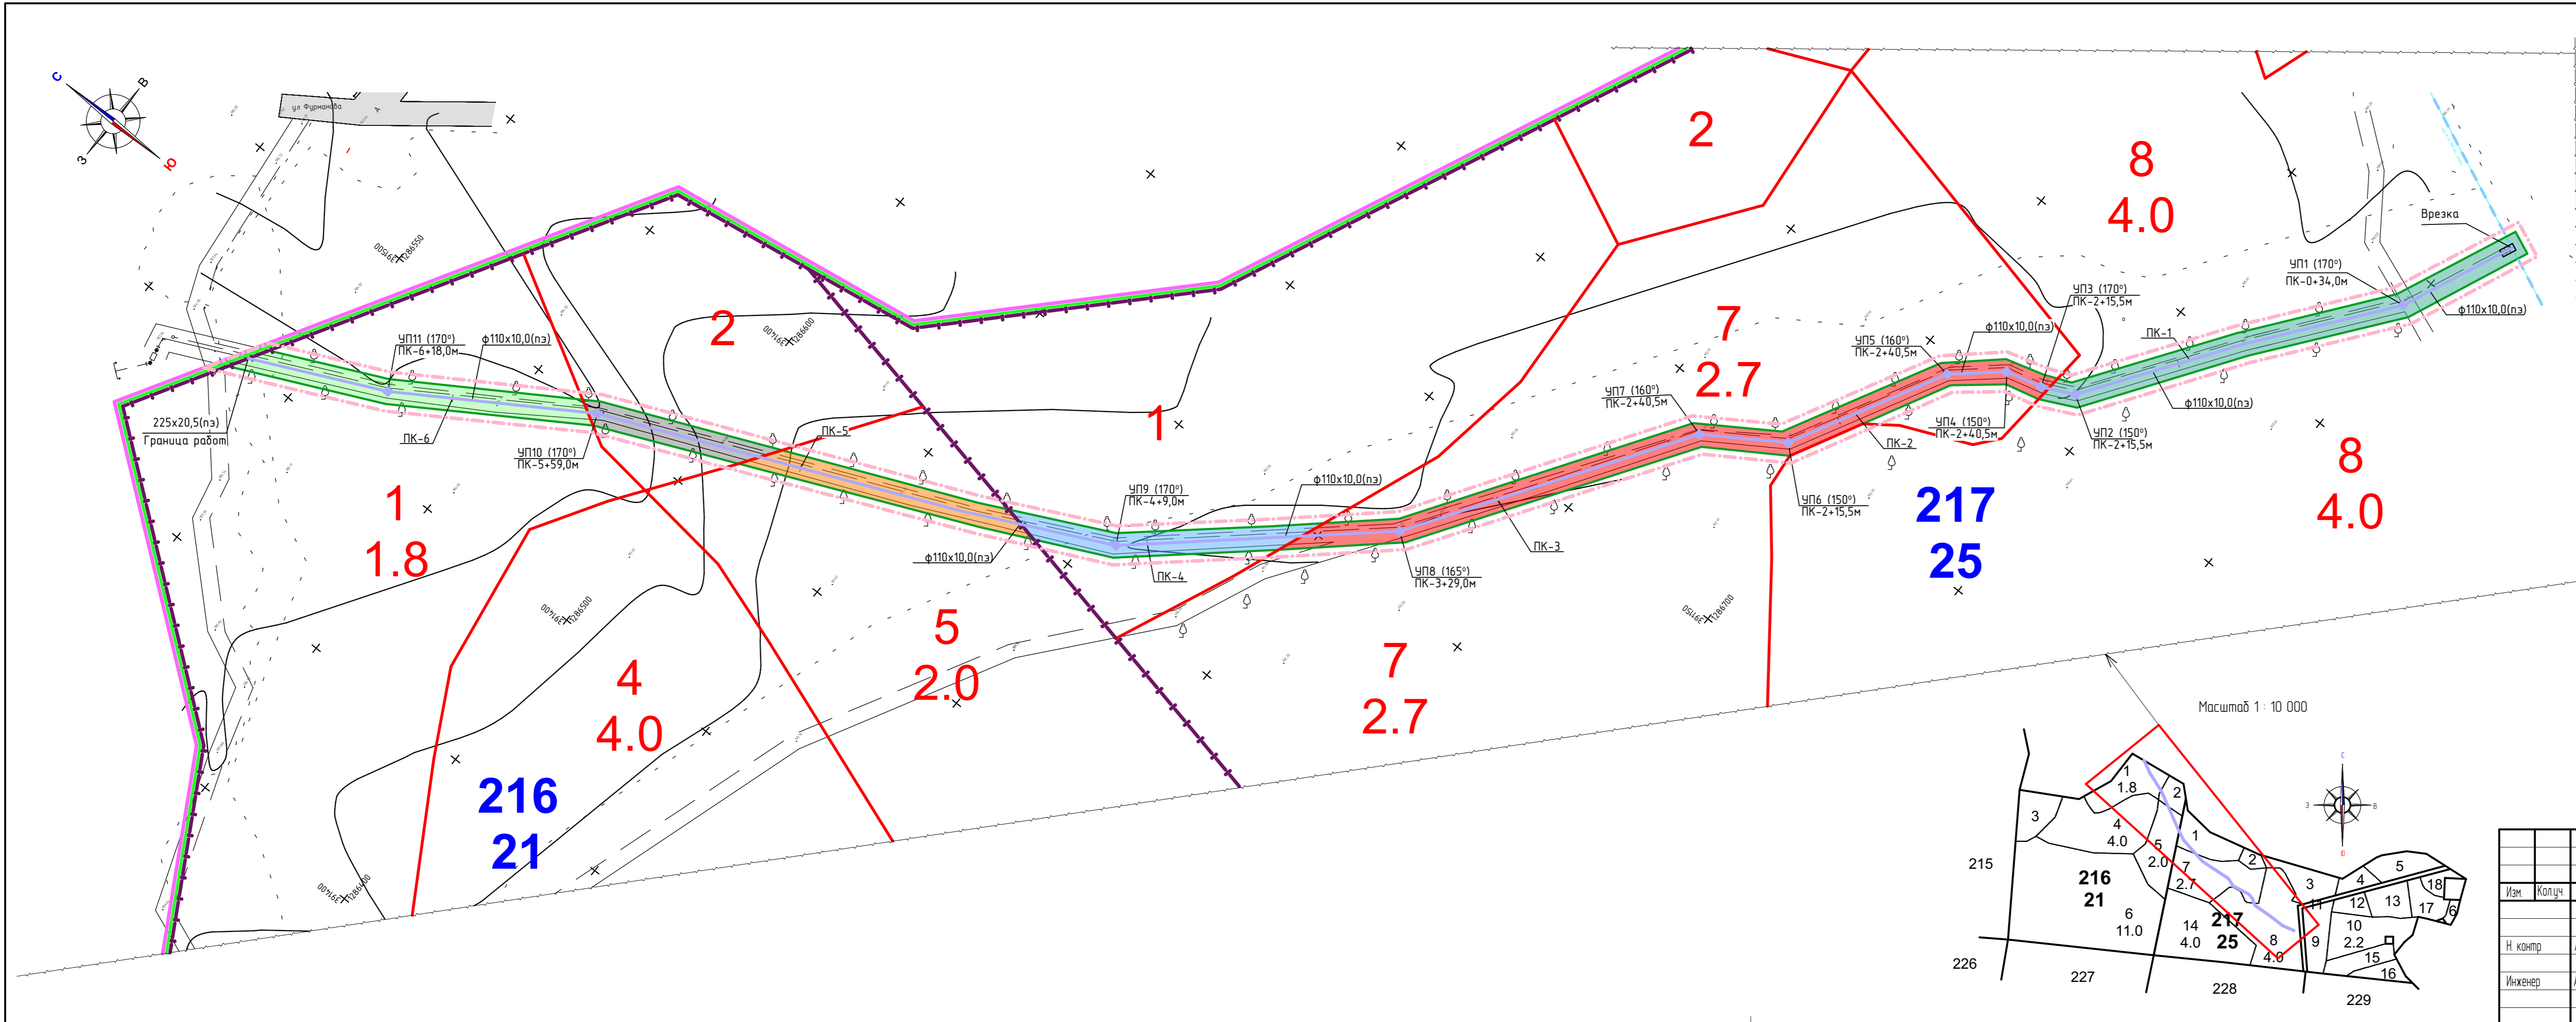 С
В
З
Ю
ул Фурманова
А
225х20,5(пэ)
Граница работ
УП11 (170°)
ПК-6+18,0м
ф110х10,0(пэ)
ПК-6
УП10 (170°)
ПК-5+59,0м
ПК-5
ф110х10,0(пэ)
УП9 (170°)
ПК-4+9,0м
ПК-4
ф110х10,0(пэ)
УП8 (165°)
ПК-3+29,0м
ПК-3
УП7 (160°)
ПК-2+40,5м
УП6 (150°)
ПК-2+15,5м
ПК-2
УП5 (160°)
ПК-2+40,5м
ф110х10,0(пэ)
УП4 (150°)
ПК-2+40,5м
УП3 (170°)
ПК-2+15,5м
УП2 (150°)
ПК-2+15,5м
ПК-1
ф110х10,0(пэ)
УП1 (170°)
ПК-0+34,0м
ф110х10,0(пэ)
Врезка
391500
1286550
391400
1286600
391400
1286500
391400
1286400
391150
1286700
2
1
1
1.8
4
4.0
5
2.0
216
21
2
7
2.7
7
2.7
8
4.0
8
4.0
217
25
Масштаб 1 : 10 000
С
З
В
Ю
1
1.8
2
3
4
4.0
5
2.0
1
2
7
2.7
3
4
5
18
11
12
13
17
6
215
216
21
6
11.0
14
4.0
217
25
8
4.0
9
10
2.2
15
16
226
227
228
229
Изм.
Кол.уч.
Н. контр
Инженер